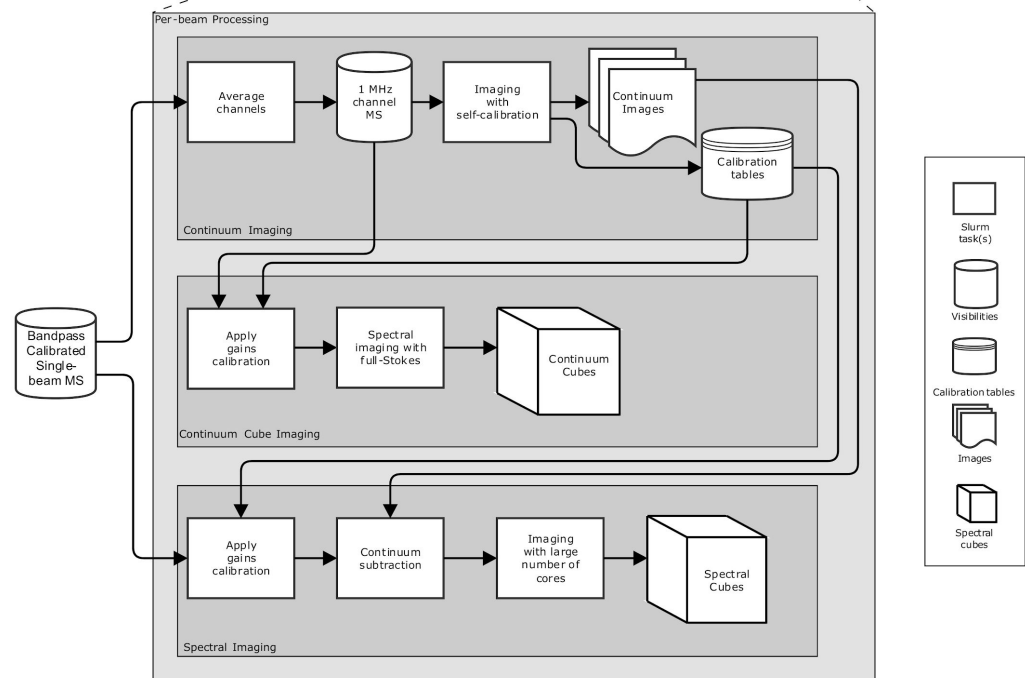 Per-beam Processing
Average
channels
1 MHz
channel
MS
Imaging
with
self-calibration
Continuum
Images
Calibration
tables
Continuum Imaging
Bandpass
Calibrated
Single-
beam MS
Apply
gains
calibration
Spectral
imaging with
full-Stokes
Continuum
Cubes
Continuum Cube Imaging
Apply
gains
calibration
Continuum
subtraction
Imaging
with large
number of
cores
Spectral
Cubes
Spectral Imaging
Slurm
task(s)
Visibilities
Calibration tables
Images
Spectral
cubes